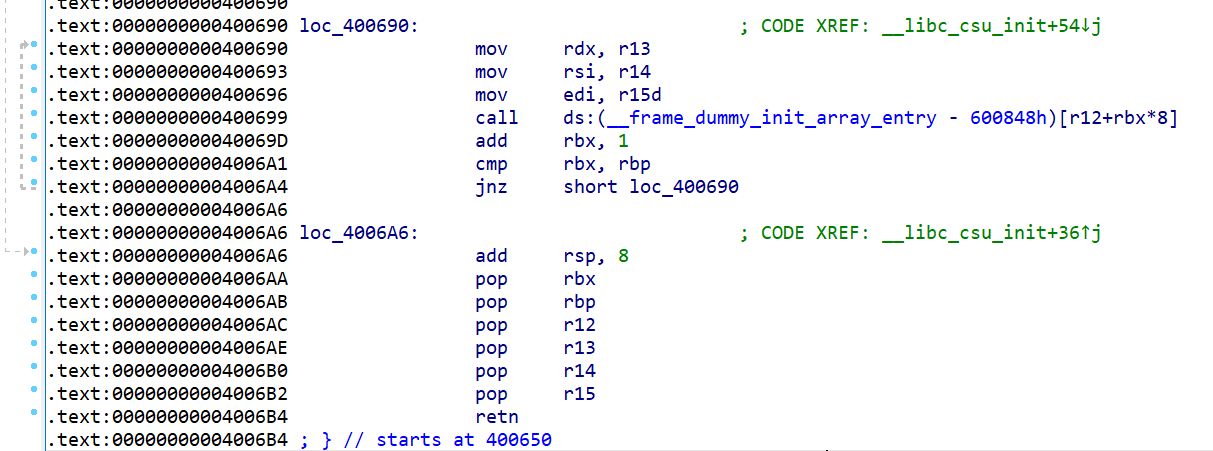 .text:0000000000400690
.text:0000000000400690 loc_400690: ; CODE XREF: __libc_csu_init+54↓j
.text:0000000000400690 mov rdx, r13
.text:0000000000400693 mov rsi, r14
.text:0000000000400696 mov edi, r15d
.text:0000000000400699 call ds:(__frame_dummy_init_array_entry - 600848h)[r12+rbx*8]
.text:000000000040069D add rbx, 1
.text:00000000004006A1 cmp rbx, rbp
.text:00000000004006A4 jnz short loc_400690
.text:00000000004006A6
.text:00000000004006A6 loc_4006A6: ; CODE XREF: __libc_csu_init+36↑j
.text:00000000004006A6 add rsp, 8
.text:00000000004006AA pop rbx
.text:00000000004006AB pop rbp
.text:00000000004006AC pop r12
.text:00000000004006AE pop r13
.text:00000000004006B0 pop r14
.text:00000000004006B2 pop r15
.text:00000000004006B4 retn
.text:00000000004006B4 ; } // starts at 400650